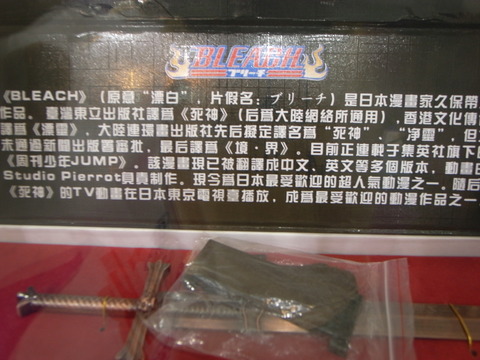 BLEACH
ブリーチ
《BLEACH》（原意“漂白”，片假名：ブリーチ）是日本漫畫家久保帶
作品。臺灣東立出版社譯爲《死神》（后爲大陸網絡所通用），香港文化傳
譯爲《漂靈》，大陸連環畫出版社先后擬定譯名爲“死神”、“净靈”，但
未通過新聞出版署審批，最后譯爲《境·界》。目前正連載于集英社旗下
《周刊少年JUMP》。該漫畫現已被翻譯成中文、英文等多個版本，動畫
Studio Pierrot負責制作。現今爲日本最受歡迎的超人氣動漫之一。隨后
《死神》的TV動畫在日本東京電視臺播放，成爲最受歡迎的動漫作品之一